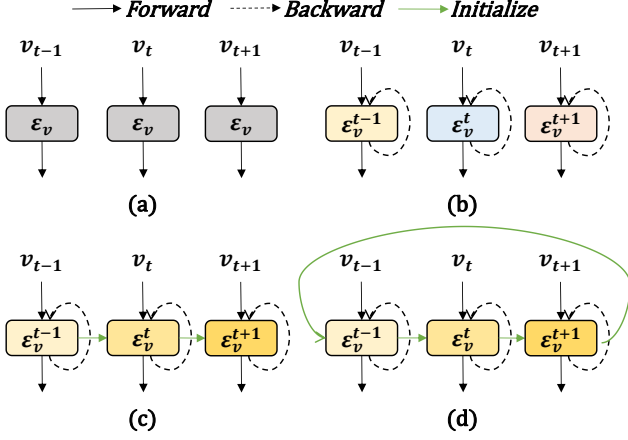 Forward Backward Initialize
v_{t-1} v_t v_{t+1} v_{t-1} v_t v_{t+1}
ε_v ε_v ε_v ε_v^{t-1} ε_v^t ε_v^{t+1}
(a) (b)
v_{t-1} v_t v_{t+1} v_{t-1} v_t v_{t+1}
ε_v^{t-1} ε_v^t ε_v^{t+1} ε_v^{t-1} ε_v^t ε_v^{t+1}
(c) (d)